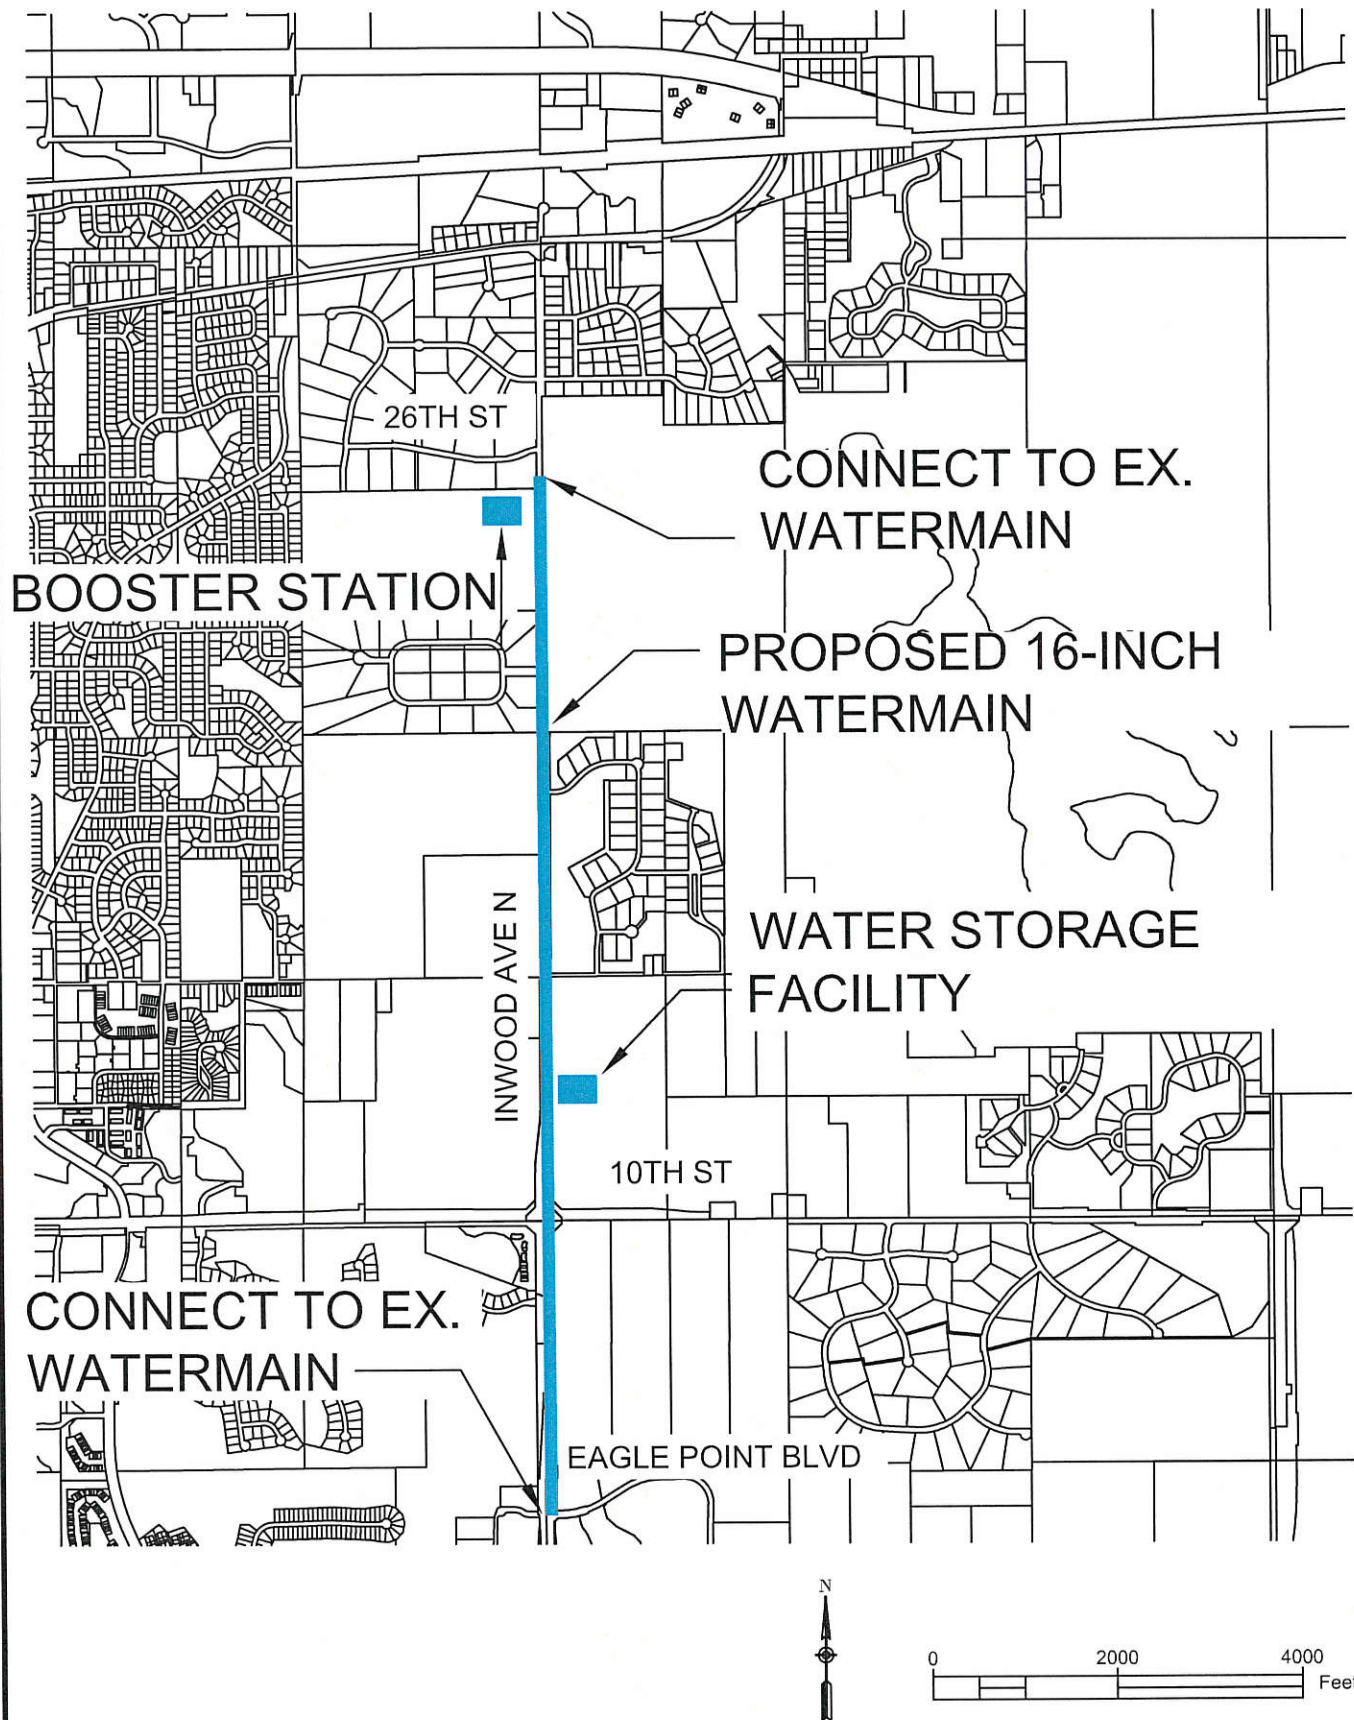 26TH ST
CONNECT TO EX.
WATERMAIN
BOOSTER STATION
PROPOSED 16-INCH
WATERMAIN
INWOOD AVE N
WATER STORAGE
FACILITY
10TH ST
CONNECT TO EX.
WATERMAIN
EAGLE POINT BLVD
N
0 2000 4000
Feet